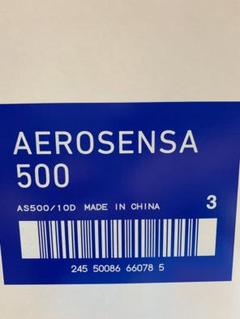 AEROSENSA
500
AS500/10D MADE IN CHINA 3
245 50086 66078 5